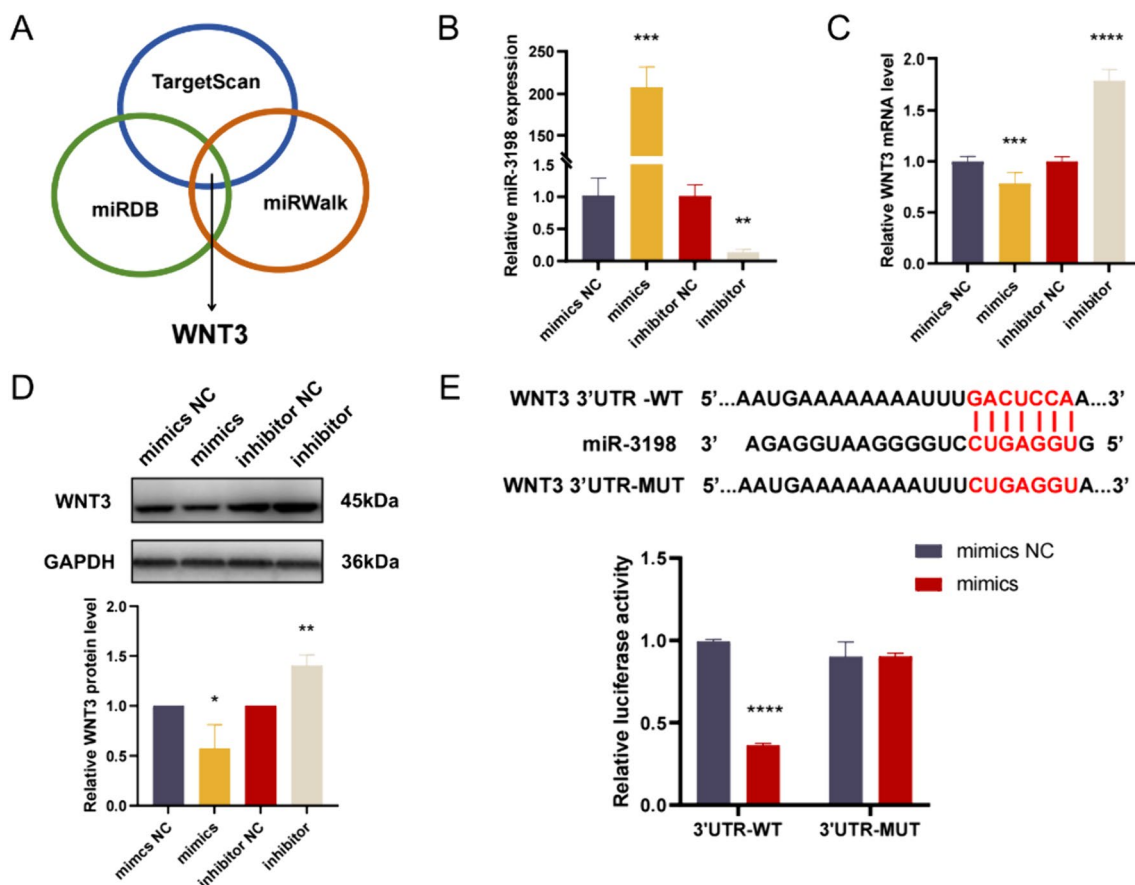 A
TargetScan
miRDB
miRWalk
WNT3
B
Relative miR-3198 expression
250
200
150
100
50
1.5
1.0
0.5
0.0
***
**
mimics NC
mimics
inhibitor NC
inhibitor
C
Relative WNT3 mRNA level
2.0
1.5
1.0
0.5
0.0
***
****
mimics NC
mimics
inhibitor NC
inhibitor
D
mimics NC
mimics
inhibitor NC
inhibitor
WNT3
45kDa
GAPDH
36kDa
Relative WNT3 protein level
2.0
1.5
1.0
0.5
0.0
*
**
mimcs NC
mimics
inhibitor NC
inhibitor
E
WNT3 3'UTR -WT 5'...AAUGAAAAAAAAUUUGACUCCAA...3'
miR-3198 3' AGAGGUAAGGGGUCCUGAGGUG 5'
WNT3 3'UTR-MUT 5'...AAUGAAAAAAAAUUUCUGAGGUA...3'
mimics NC
mimics
Relative luciferase activity
1.5
1.0
0.5
0.0
****
3'UTR-WT
3'UTR-MUT